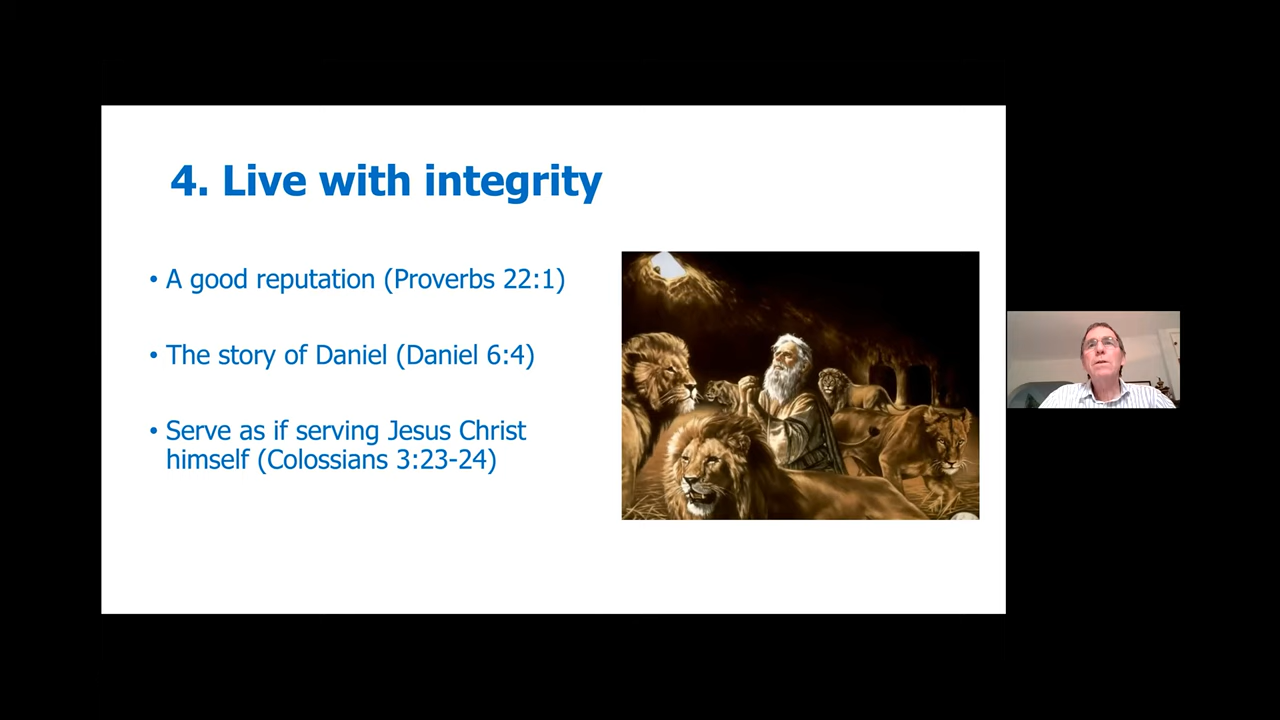 4. Live with integrity
• A good reputation (Proverbs 22:1)
• The story of Daniel (Daniel 6:4)
• Serve as if serving Jesus Christ
himself (Colossians 3:23-24)